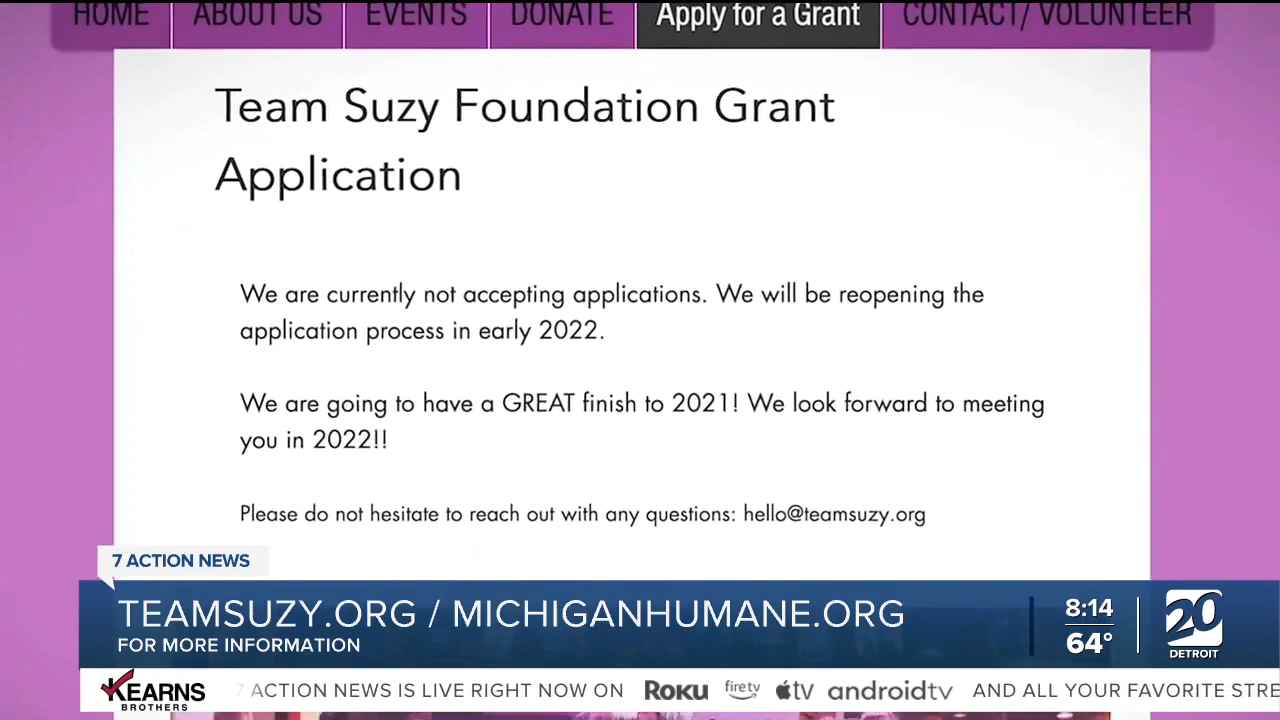 HOME ABOUT US EVENTS DONATE Apply for a Grant CONTACT/ VOLUNTEER
Team Suzy Foundation Grant
Application
We are currently not accepting applications. We will be reopening the
application process in early 2022.
We are going to have a GREAT finish to 2021! We look forward to meeting
you in 2022!!
Please do not hesitate to reach out with any questions: hello@teamsuzy.org
7 ACTION NEWS
TEAMSUZY.ORG / MICHIGANHUMANE.ORG
FOR MORE INFORMATION
8:14
64°
20
DETROIT
KEARNS
BROTHERS
7 ACTION NEWS IS LIVE RIGHT NOW ON Roku firetv tv androidtv AND ALL YOUR FAVORITE STRE